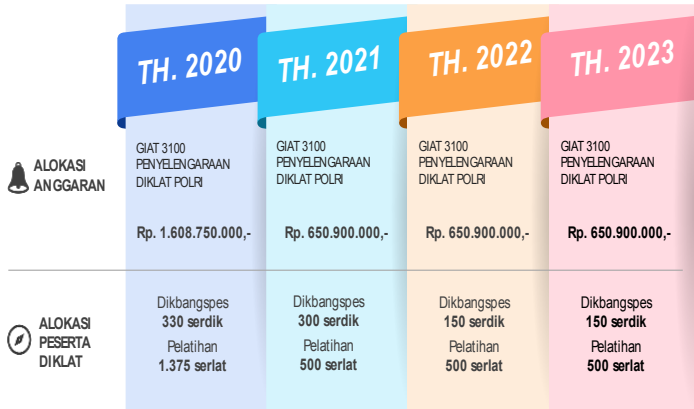 TH. 2020
TH. 2021
TH. 2022
TH. 2023
ALOKASI
ANGGARAN
GIAT 3100
PENYELENGARAAN
DIKLAT POLRI
Rp. 1.608.750.000,-
GIAT 3100
PENYELENGARAAN
DIKLAT POLRI
Rp. 650.900.000,-
GIAT 3100
PENYELENGARAAN
DIKLAT POLRI
Rp. 650.900.000,-
GIAT 3100
PENYELENGARAAN
DIKLAT POLRI
Rp. 650.900.000,-
ALOKASI
PESERTA
DIKLAT
Dikbangspes
330 serdik
Pelatihan
1.375 serlat
Dikbangspes
300 serdik
Pelatihan
500 serlat
Dikbangspes
150 serdik
Pelatihan
500 serlat
Dikbangspes
150 serdik
Pelatihan
500 serlat